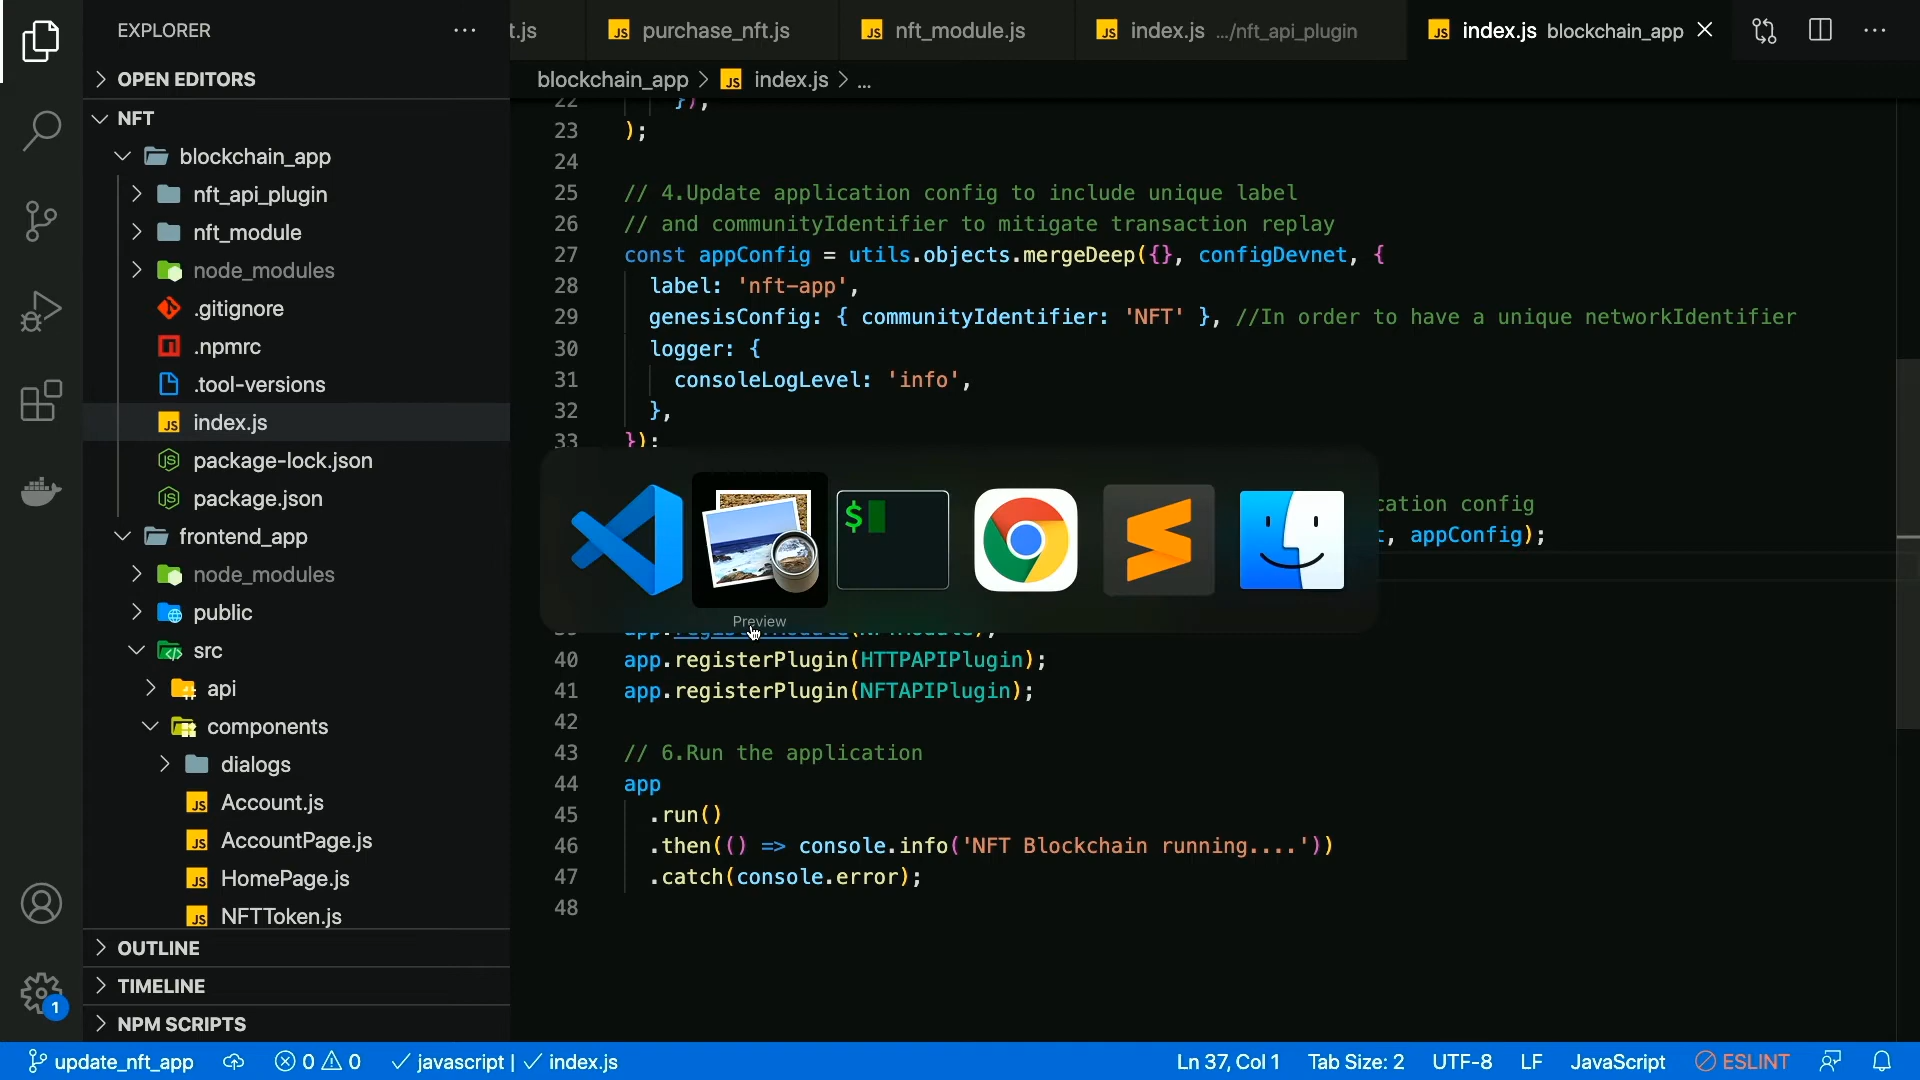 EXPLORER
OPEN EDITORS
NFT
blockchain_app
nft_api_plugin
nft_module
node_modules
.gitignore
.npmrc
.tool-versions
index.js
package-lock.json
package.json
frontend_app
node_modules
public
src
api
components
dialogs
Account.js
AccountPage.js
HomePage.js
NFTToken.js
OUTLINE
TIMELINE
NPM SCRIPTS
t.js
purchase_nft.js
nft_module.js
index.js .../nft_api_plugin
index.js blockchain_app
blockchain_app > index.js > ...
22 }),
23 );
24
25 // 4.Update application config to include unique label
26 // and communityIdentifier to mitigate transaction replay
27 const appConfig = utils.objects.mergeDeep({}, configDevnet, {
28 label: 'nft-app',
29 genesisConfig: { communityIdentifier: 'NFT' }, //In order to have a unique networkIdentifier
30 logger: {
31 consoleLogLevel: 'info',
32 },
33 });
cation config
t, appConfig);
$
Preview
40 app.registerPlugin(HTTPAPIPlugin);
41 app.registerPlugin(NFTAPIPlugin);
42
43 // 6.Run the application
44 app
45 .run()
46 .then(() => console.info('NFT Blockchain running....'))
47 .catch(console.error);
48
1
update_nft_app
0 0
javascript | index.js
Ln 37, Col 1
Tab Size: 2
UTF-8
LF
JavaScript
ESLINT